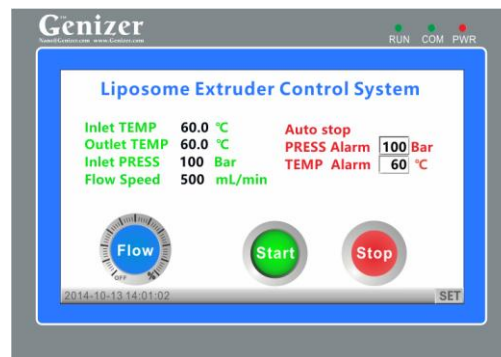 Genizer
RUN COM PWR
Liposome Extruder Control System
Inlet TEMP 60.0 ℃
Outlet TEMP 60.0 ℃
Inlet PRESS 100 Bar
Flow Speed 500 mL/min
Auto stop
PRESS Alarm 100 Bar
TEMP Alarm 60 ℃
Flow
OFF
Start
Stop
2014-10-13 14:01:02
SET